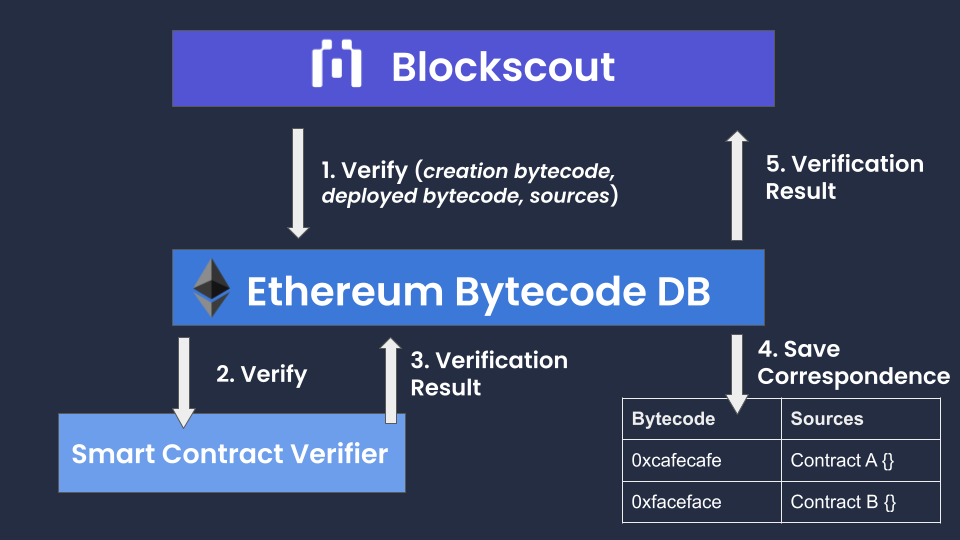 Blockscout
1. Verify (creation bytecode,
deployed bytecode, sources)
5. Verification
Result
Ethereum Bytecode DB
2. Verify
3. Verification
Result
4. Save
Correspondence
Smart Contract Verifier
Bytecode Sources
0xcafecafe Contract A {}
0xfaceface Contract B {}